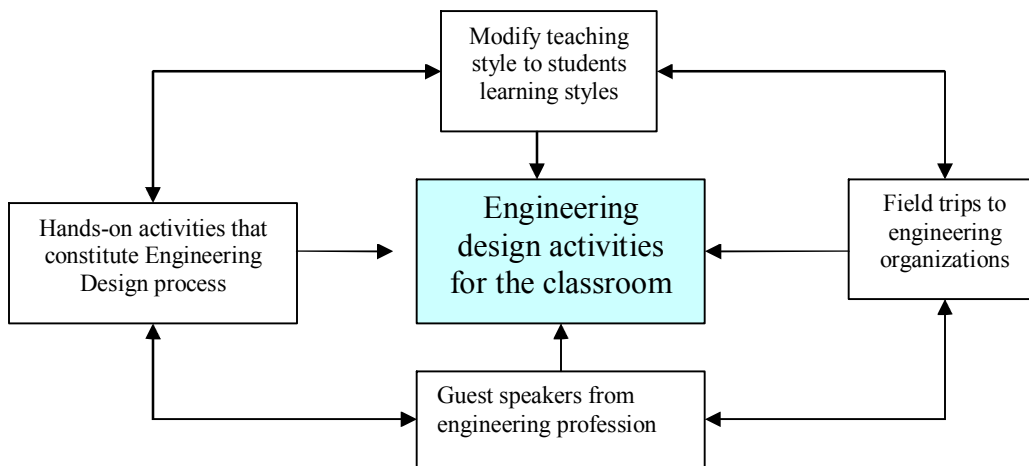 Modify teaching
style to students
learning styles
Hands-on activities that
constitute Engineering
Design process
Engineering
design activities
for the classroom
Field trips to
engineering
organizations
Guest speakers from
engineering profession